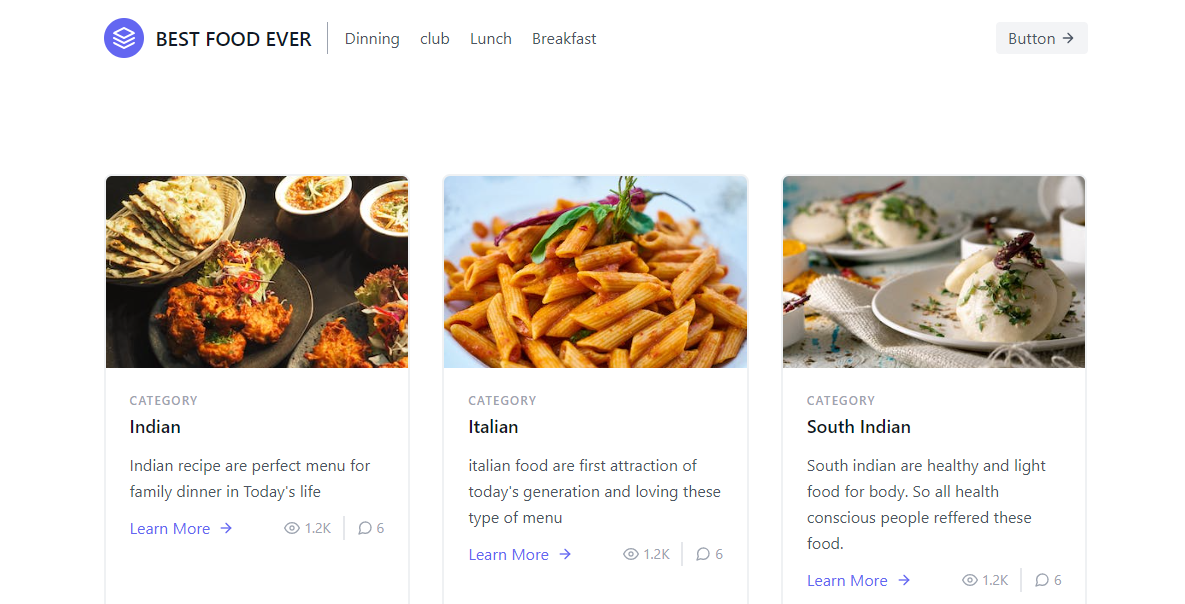 BEST FOOD EVER Dinning club Lunch Breakfast Button
CATEGORY
Indian
Indian recipe are perfect menu for
family dinner in Today's life
Learn More 1.2K 6
CATEGORY
Italian
italian food are first attraction of
today's generation and loving these
type of menu
Learn More 1.2K 6
CATEGORY
South Indian
South indian are healthy and light
food for body. So all health
conscious people reffered these
food.
Learn More 1.2K 6